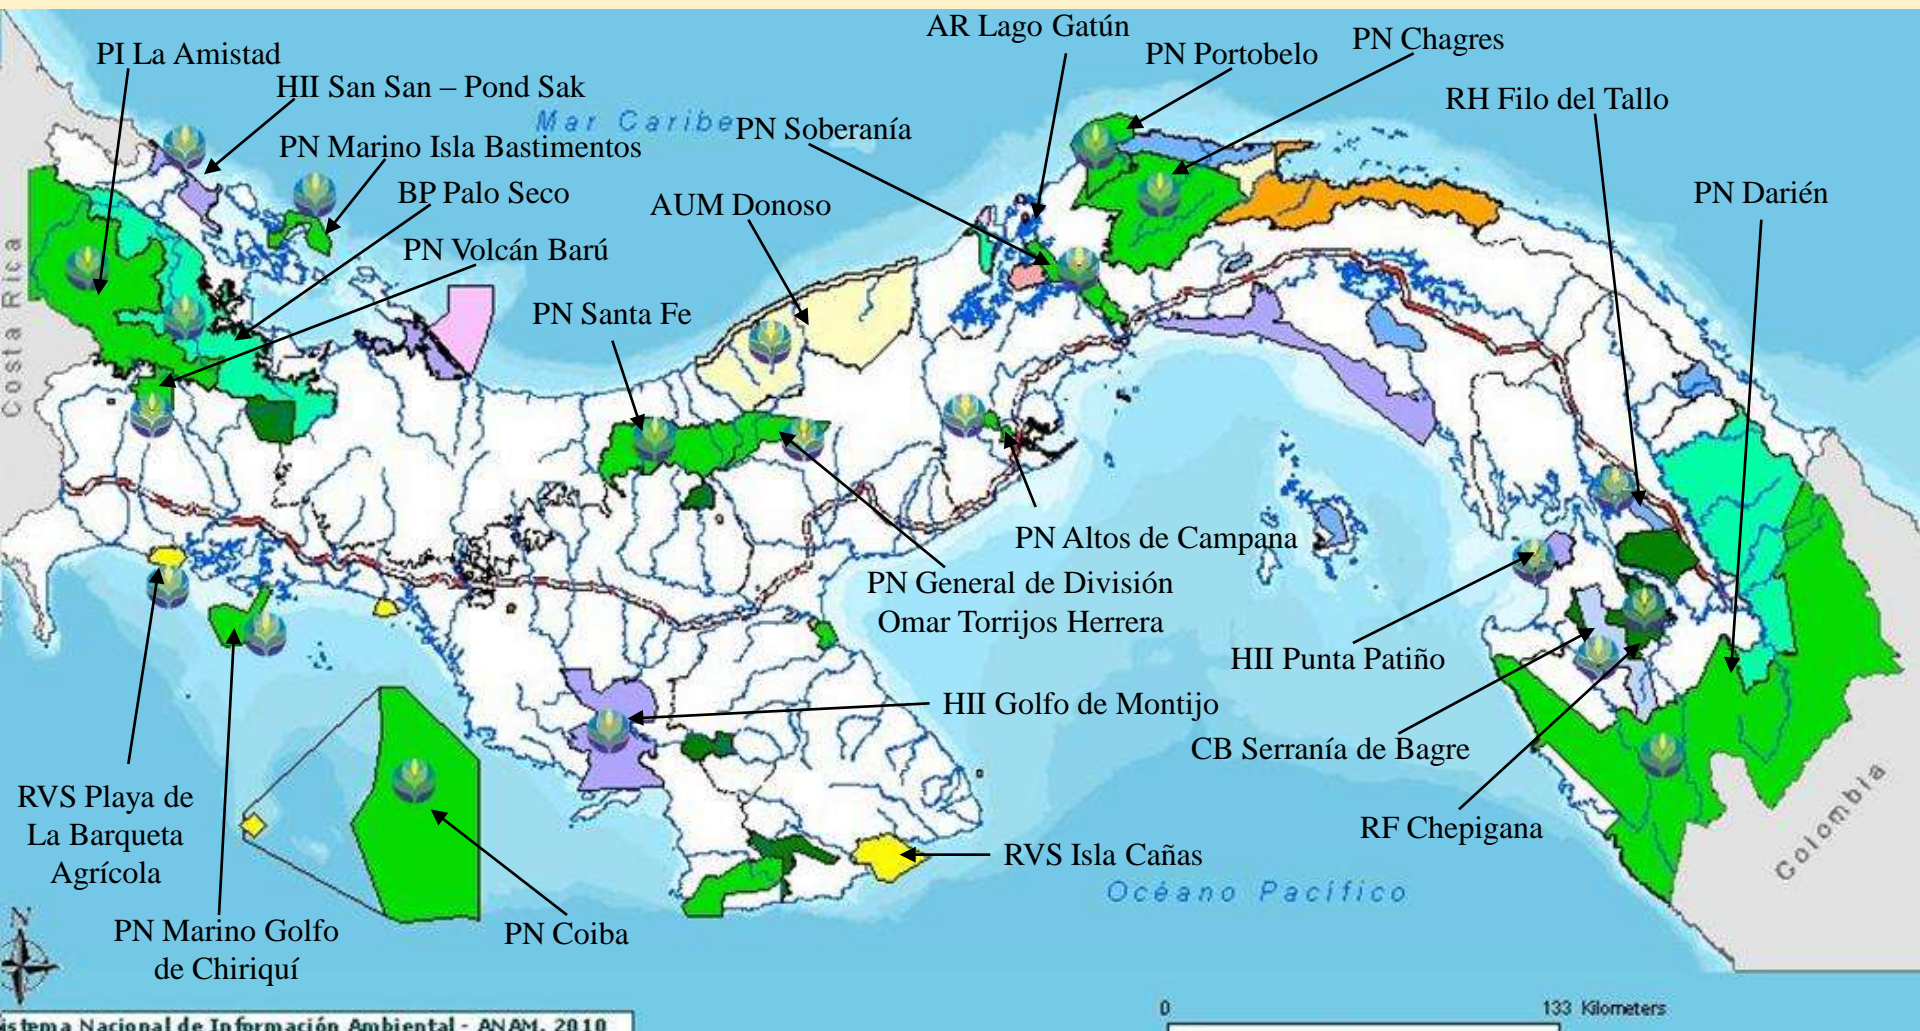 AR Lago Gatún
PN Chagres
PI La Amistad
PN Portobelo
HII San San – Pond Sak
RH Filo del Tallo
Mar Caribe
PN Soberanía
PN Marino Isla Bastimentos
BP Palo Seco
PN Darién
AUM Donoso
Costa Rica
PN Volcán Barú
PN Santa Fe
PN Altos de Campana
PN General de División
Omar Torrijos Herrera
HII Punta Patiño
HII Golfo de Montijo
CB Serranía de Bagre
RVS Playa de
La Barqueta
Agrícola
RF Chepigana
Colombia
RVS Isla Cañas
Océano Pacífico
N
PN Marino Golfo
de Chiriquí
PN Coiba
0 133 Kilometers
istema Nacional de Información Ambiental - ANAM, 2010